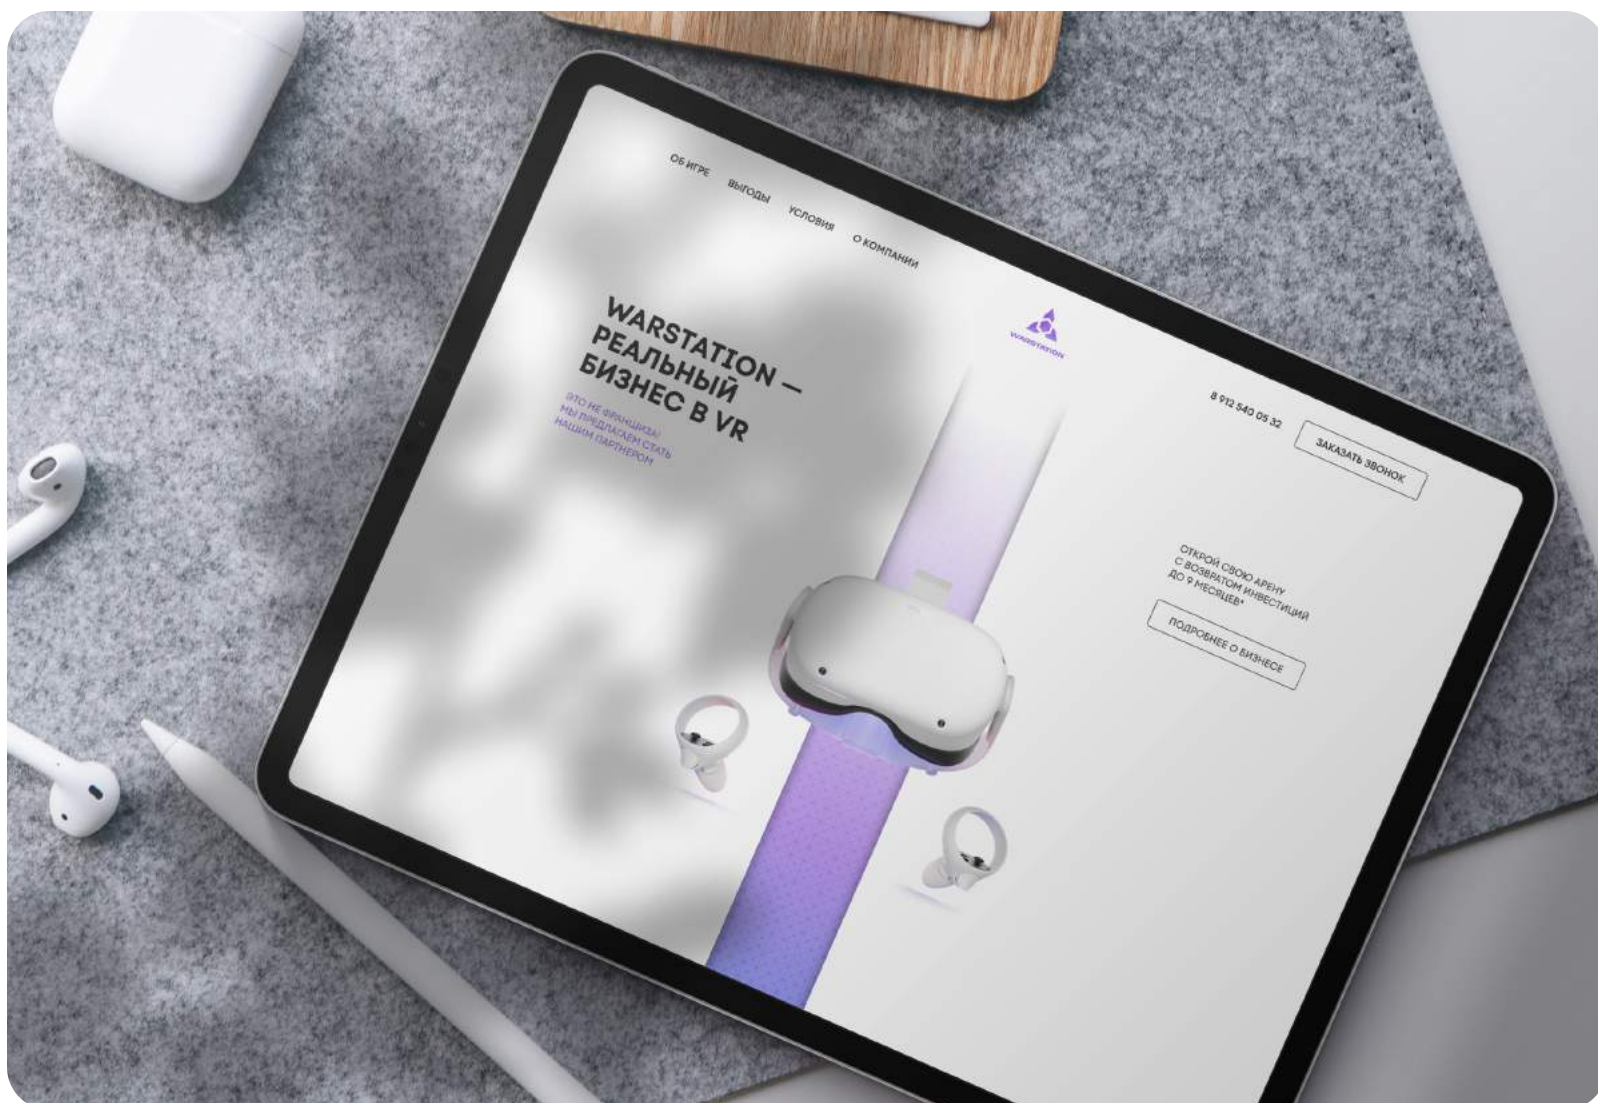 ОБ ИГРЕ ВЫГОДЫ УСЛОВИЯ О КОМПАНИИ
WARSTATION
8 912 540 05 32
ЗАКАЗАТЬ ЗВОНОК
WARSTATION —
РЕАЛЬНЫЙ
БИЗНЕС В VR
ЭТО НЕ ФРАНШИЗА!
МЫ ПРЕДЛАГАЕМ СТАТЬ
НАШИМ ПАРТНЕРОМ
ОТКРОЙ СВОЮ АРЕНУ
С ВОЗВРАТОМ ИНВЕСТИЦИЙ
ДО 9 МЕСЯЦЕВ*
ПОДРОБНЕЕ О БИЗНЕСЕ